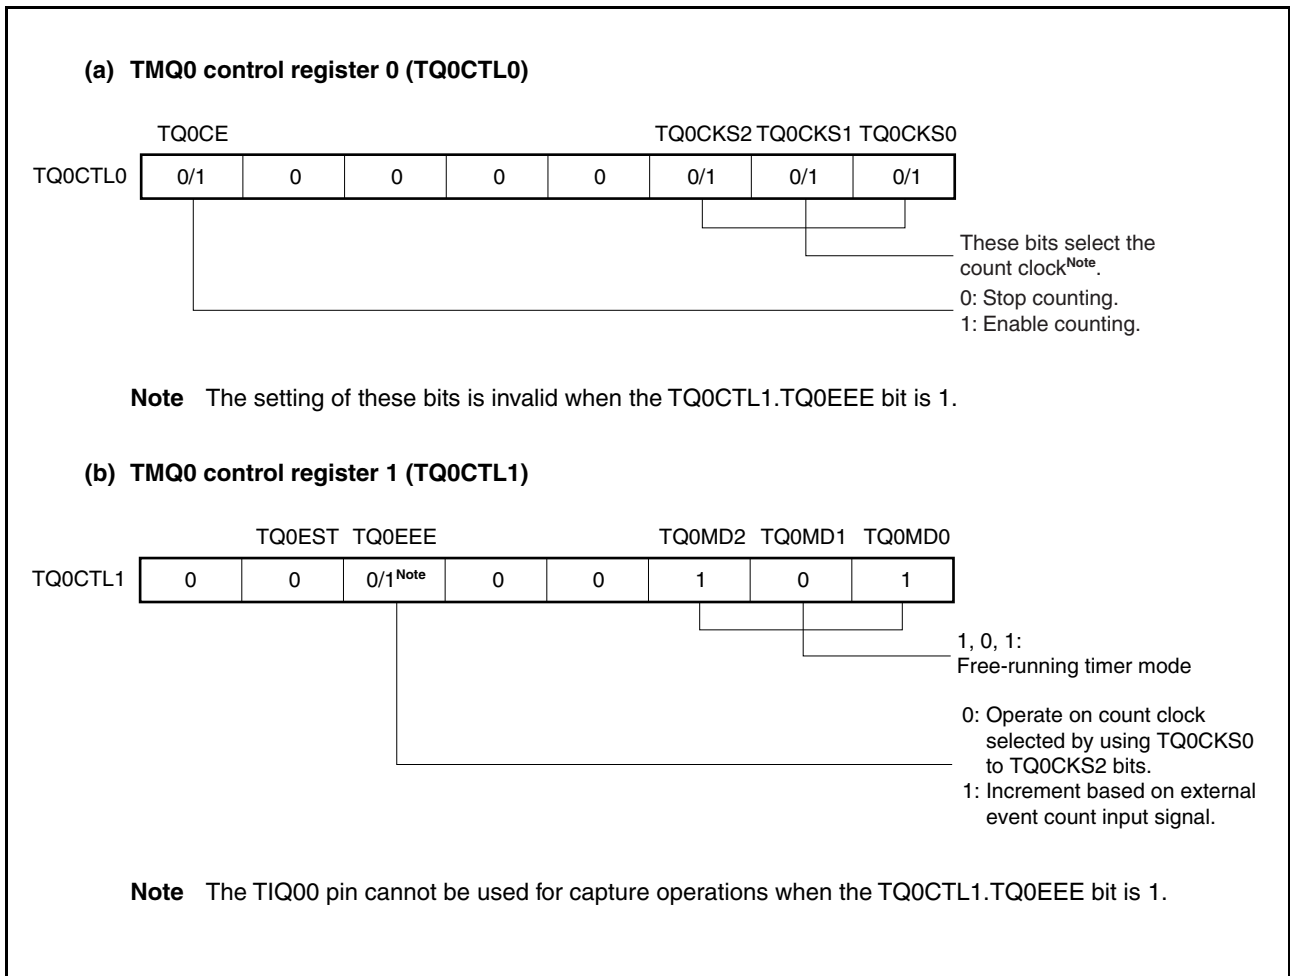 (a) TMQ0 control register 0 (TQ0CTL0)
TQ0CE TQ0CKS2 TQ0CKS1 TQ0CKS0
TQ0CTL0 0/1 0 0 0 0 0/1 0/1 0/1
These bits select the
count clockNote.
0: Stop counting.
1: Enable counting.
Note The setting of these bits is invalid when the TQ0CTL1.TQ0EEE bit is 1.
(b) TMQ0 control register 1 (TQ0CTL1)
TQ0EST TQ0EEE TQ0MD2 TQ0MD1 TQ0MD0
TQ0CTL1 0 0 0/1Note 0 0 1 0 1
1, 0, 1:
Free-running timer mode
0: Operate on count clock
selected by using TQ0CKS0
to TQ0CKS2 bits.
1: Increment based on external
event count input signal.
Note The TIQ00 pin cannot be used for capture operations when the TQ0CTL1.TQ0EEE bit is 1.